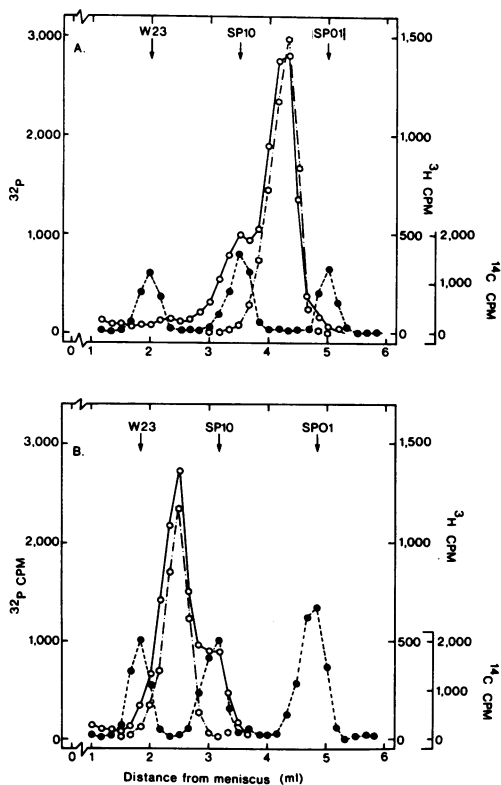 W23 SP10 |SP01|
A.
3,000
2,000
1,000
0
32P
1,500
1,000
500
0
3H CPM
2,000
1,000
0
14C CPM
0 1 2 3 4 5 6
W23 SP10 SPO1
B.
3,000
2,000
1,000
0
32P CPM
1,500
1,000
500
0
3H CPM
2,000
1,000
0
14C CPM
0 1 2 3 4 5 6
Distance from meniscus (ml)